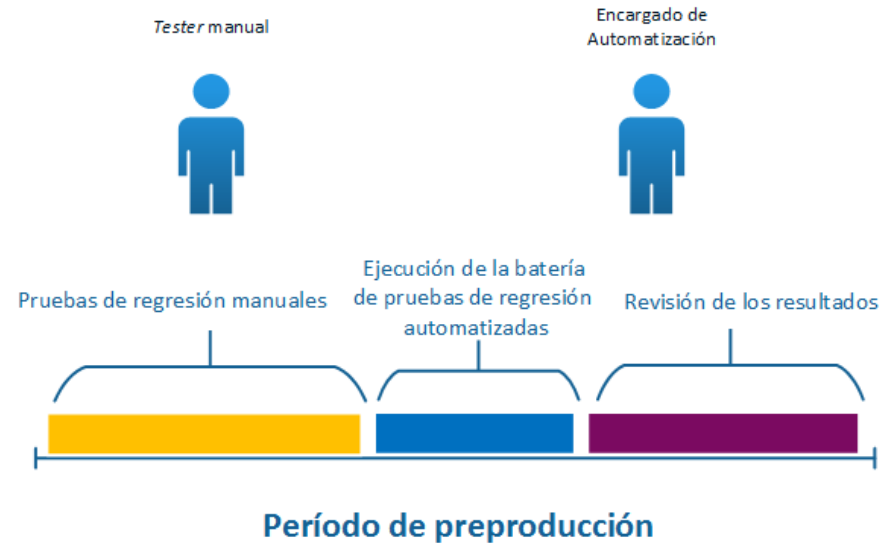 Tester manual
Encargado de
Automatización
Pruebas de regresión manuales
Ejecución de la batería
de pruebas de regresión
automatizadas
Revisión de los resultados
Período de preproducción